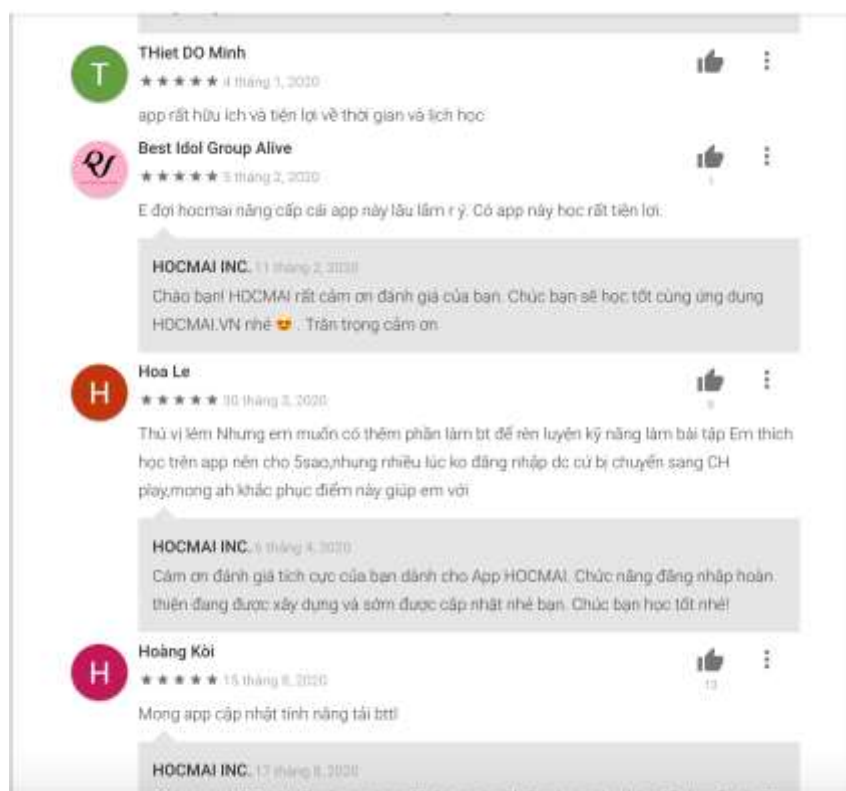 THiet DO Minh
★ ★ ★ ★ ★ 4 tháng 1, 2020
app rất hữu ích và tiện lợi về thời gian và lịch học
T
Best Idol Group Alive
★ ★ ★ ★ ★ 5 tháng 2, 2020
1
E đợi hocmai nâng cấp cái app này lâu lắm r ý. Có app này học rất tiện lợi.
HOCMAI INC. 11 tháng 2, 2020
Chào bạn! HOCMAI rất cảm ơn đánh giá của bạn. Chúc bạn sẽ học tốt cùng ứng dụng
HOCMAI.VN nhé 😍 . Trân trọng cảm ơn
H
Hoa Le
★ ★ ★ ★ ★ 30 tháng 3, 2020
Thú vị lém Nhưng em muốn có thêm phần làm bt để rèn luyện kỹ năng làm bài tập Em thích
học trên app nên cho 5sao,nhưng nhiều lúc ko đăng nhập dc cứ bị chuyển sang CH
play,mong ah khắc phục điểm này giúp em với
HOCMAI INC. 6 tháng 4, 2020
Cám ơn đánh giá tích cực của bạn dành cho App HOCMAI. Chức năng đăng nhập hoàn
thiện đang được xây dựng và sớm được cập nhật nhé bạn. Chúc bạn học tốt nhé!
H
Hoàng Kòi
★ ★ ★ ★ ★ 15 tháng 8, 2020
13
Mong app cập nhật tính năng tải bttl
HOCMAI INC. 17 tháng 8, 2020